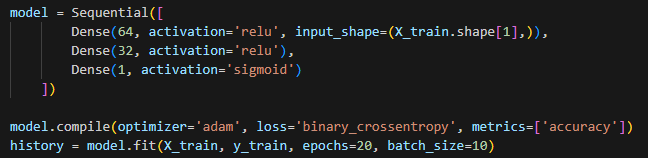 model = Sequential([
        Dense(64, activation='relu', input_shape=(X_train.shape[1],)),
        Dense(32, activation='relu'),
        Dense(1, activation='sigmoid')
    ])

model.compile(optimizer='adam', loss='binary_crossentropy', metrics=['accuracy'])
history = model.fit(X_train, y_train, epochs=20, batch_size=10)